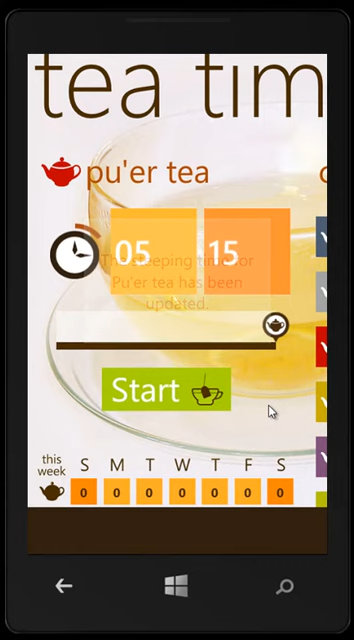 tea tim
pu'er tea
05 15
The steeping time for
Pu'er tea has been
updated.
Start
this
week
S M T W T F S
0 0 0 0 0 0 0